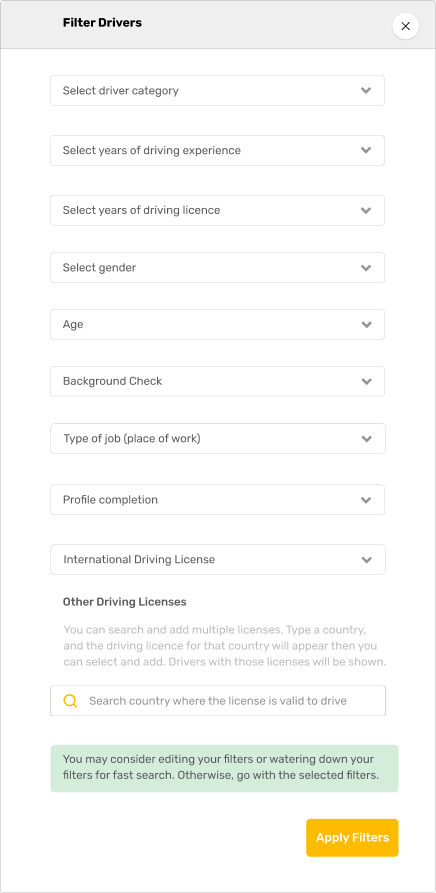 Filter Drivers
Select driver category
Select years of driving experience
Select years of driving licence
Select gender
Age
Background Check
Type of job (place of work)
Profile completion
International Driving License
Other Driving Licenses
You can search and add multiple licenses. Type a country,
and the driving licence for that country will appear then you
can select and add. Drivers with those licenses will be shown.
Search country where the license is valid to drive
You may consider editing your filters or watering down your
filters for fast search. Otherwise, go with the selected filters.
Apply Filters